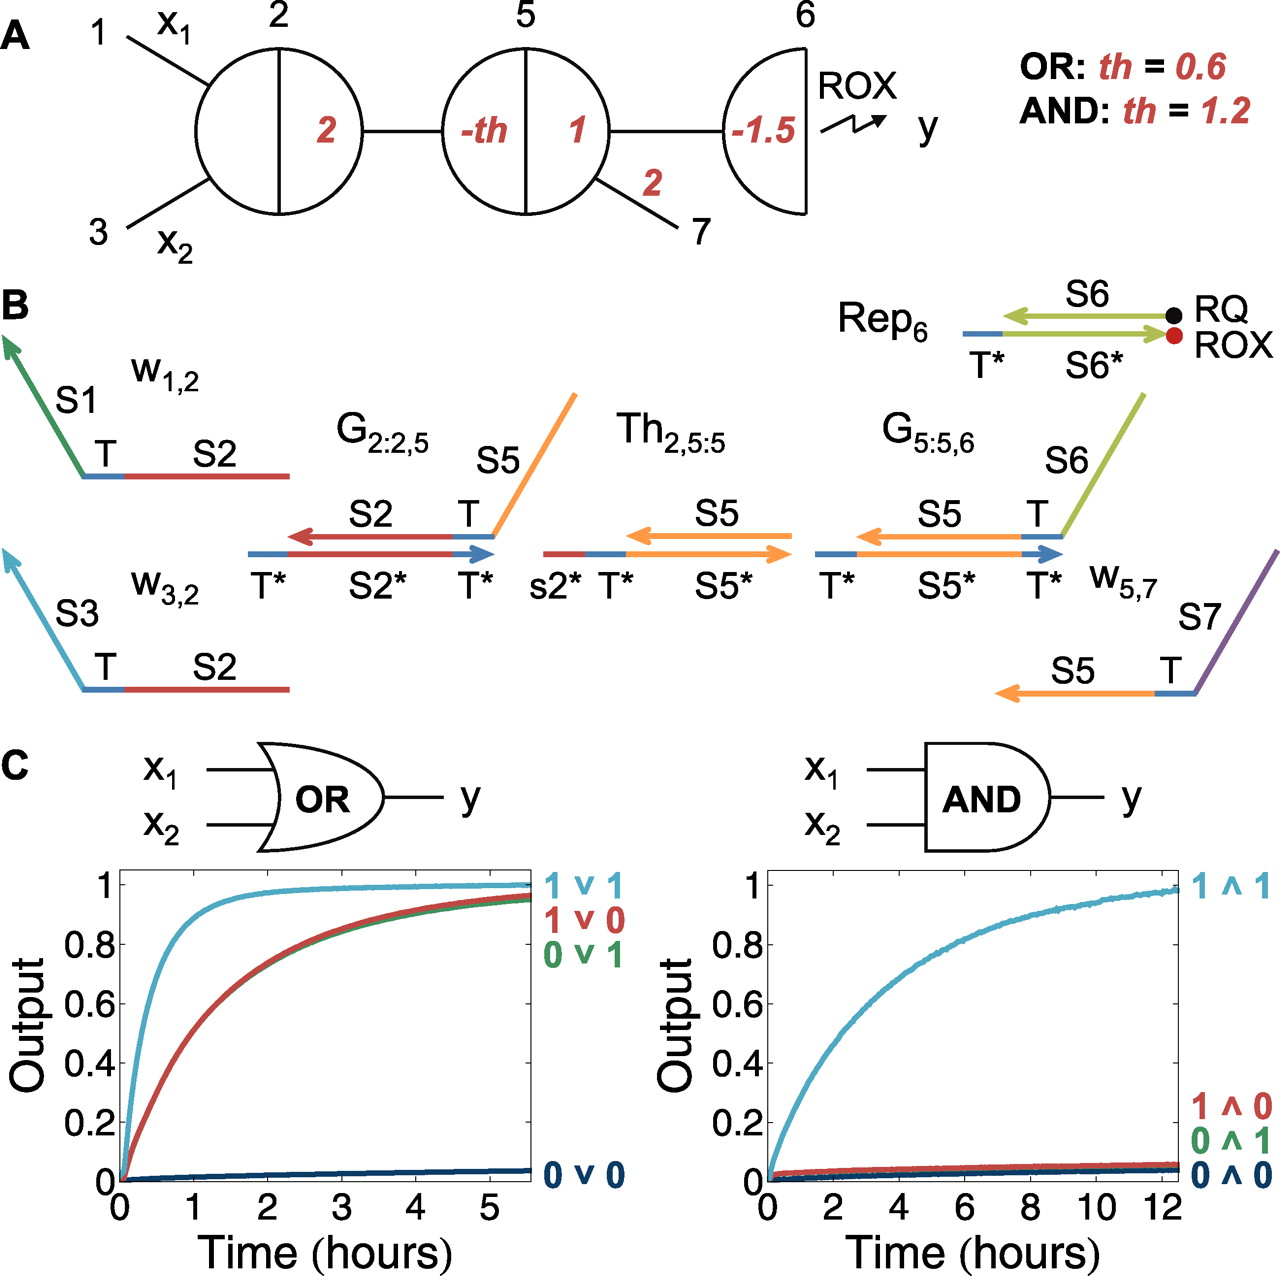 A
1 x1 2 5 6
2 -th 1 -1.5 ROX y
OR: th = 0.6
AND: th = 1.2
3 x2 2 7
B
Rep6 S6 RQ
ROX
T* S6*
w1,2
S1 T S2
G2:2,5 Th2,5:5 G5:5,6
S5 S6
S2 T S5 S5 T
T* S2* T* s2* T* S5* T* S5* T*
w3,2 w5,7
S3 T S2
S7
S5 T
C
x1 OR y
x2
x1 AND y
x2
Output
1
0.8
0.6
0.4
0.2
0
0 1 2 3 4 5
Time (hours)
1 ∨ 1
1 ∨ 0
0 ∨ 1
0 ∨ 0
Output
1
0.8
0.6
0.4
0.2
0
0 2 4 6 8 10 12
Time (hours)
1 ∧ 1
1 ∧ 0
0 ∧ 1
0 ∧ 0